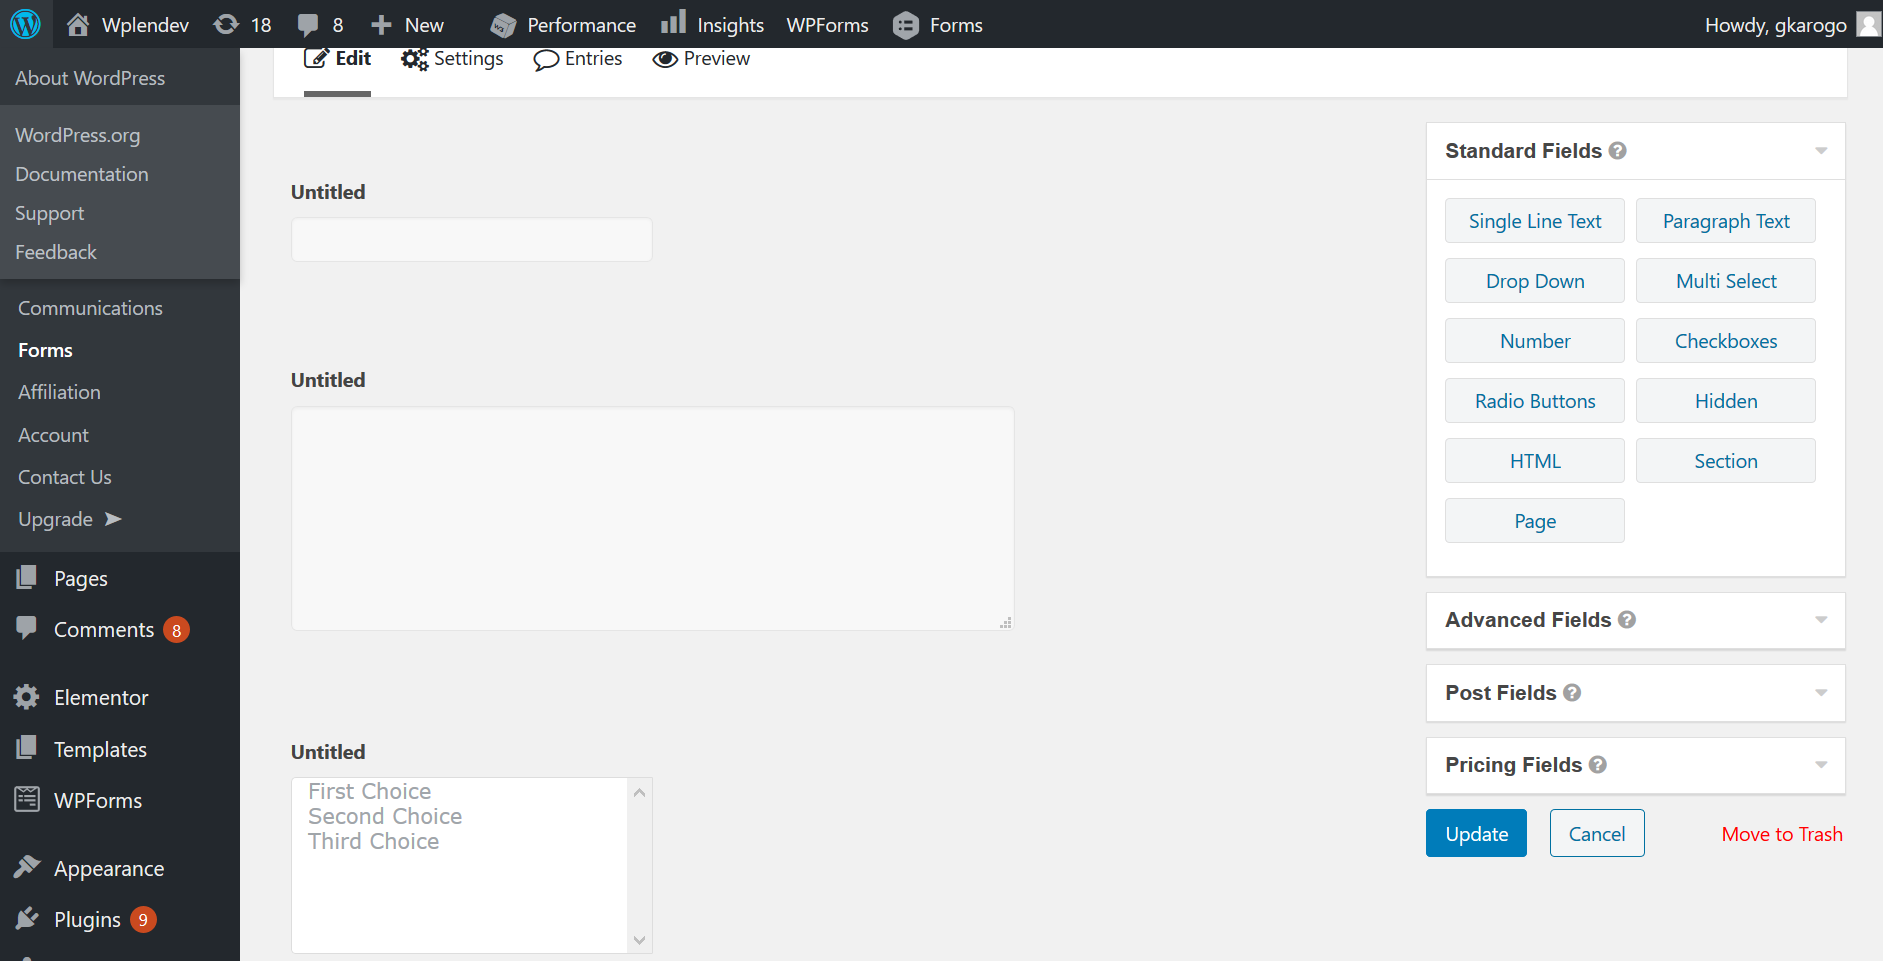 Wplendev 18 8 New Performance Insights WPForms Forms Howdy, gkarogo
About WordPress
WordPress.org
Documentation
Support
Feedback
Communications
Forms
Affiliation
Account
Contact Us
Upgrade ➤
Pages
Comments 8
Elementor
Templates
WPForms
Appearance
Plugins 9
Edit Settings Entries Preview
Untitled
Untitled
Untitled
First Choice
Second Choice
Third Choice
Standard Fields ?
Single Line Text Paragraph Text
Drop Down Multi Select
Number Checkboxes
Radio Buttons Hidden
HTML Section
Page
Advanced Fields ?
Post Fields ?
Pricing Fields ?
Update Cancel Move to Trash